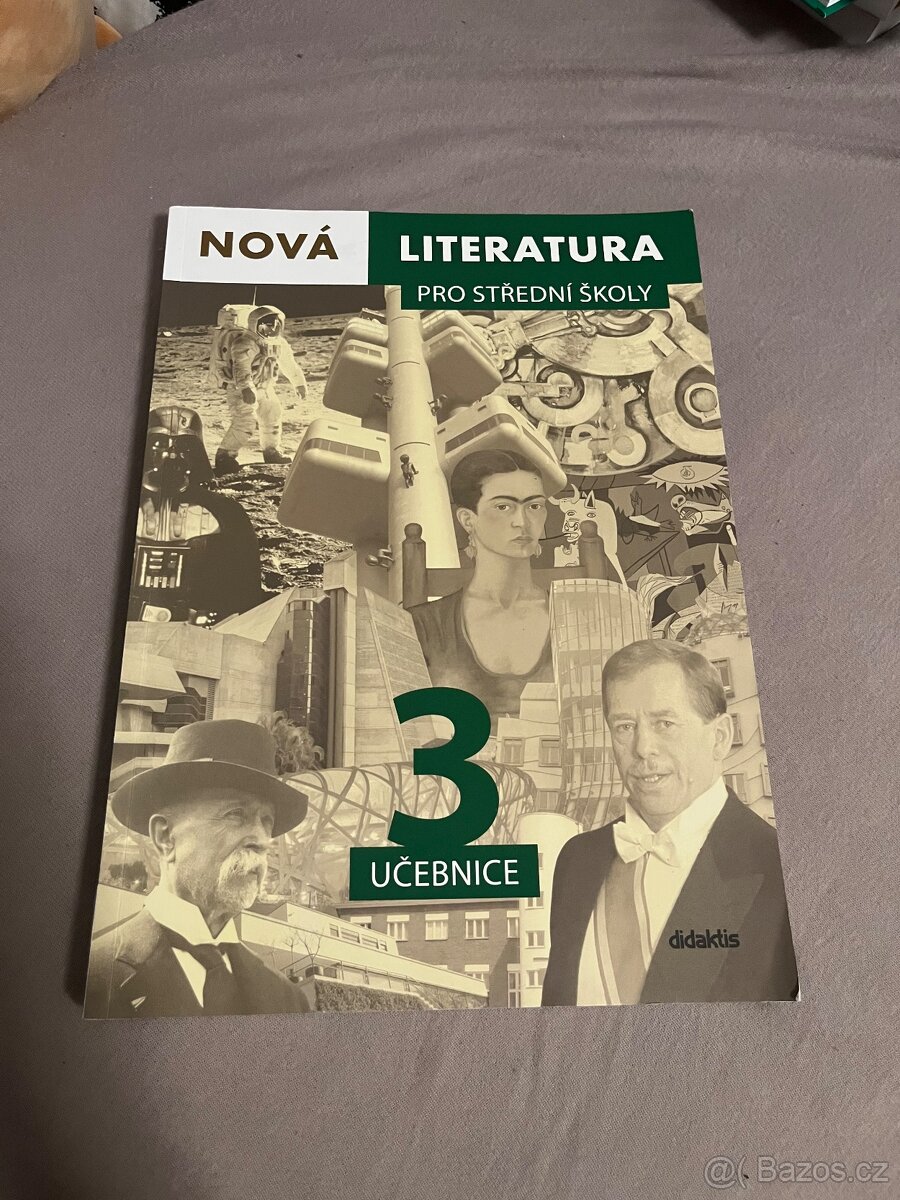 NOVÁ LITERATURA
PRO STŘEDNÍ ŠKOLY
3
UČEBNICE
didaktis
@( Bazos.cz